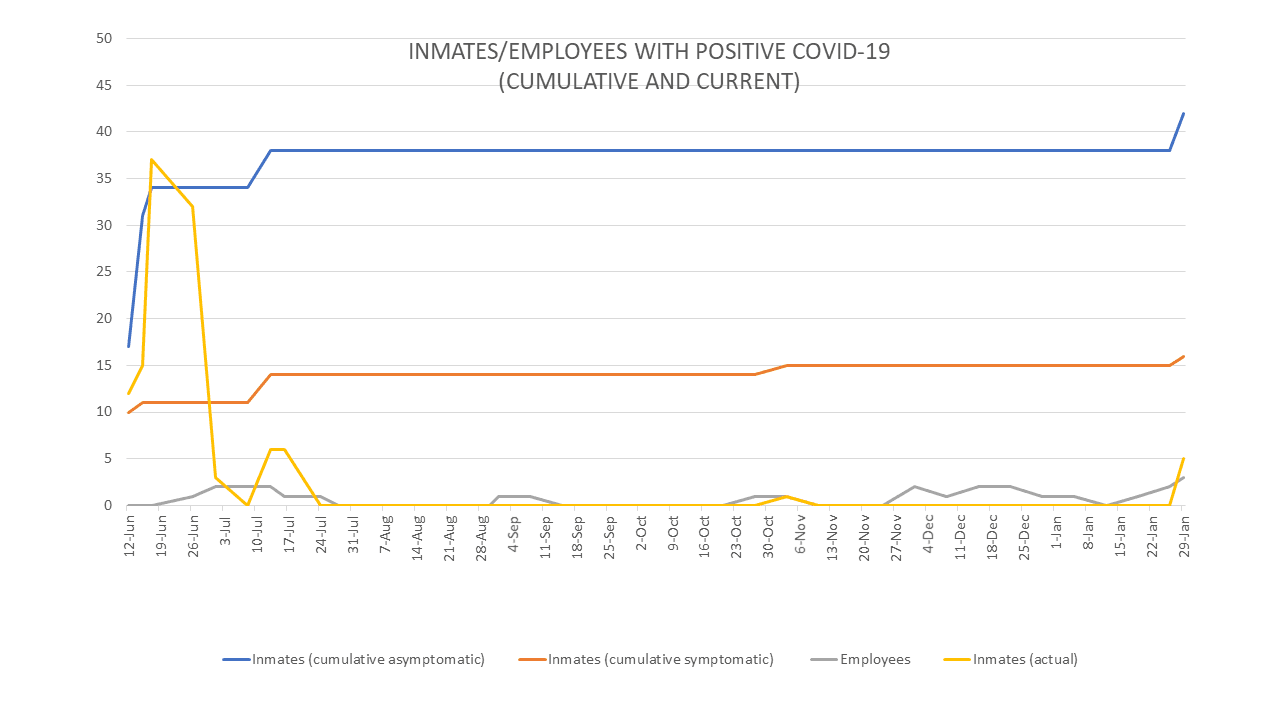 INMATES/EMPLOYEES WITH POSITIVE COVID-19
(CUMULATIVE AND CURRENT)
50
45
40
35
30
25
20
15
10
5
0
12-Jun
19-Jun
26-Jun
3-Jul
10-Jul
17-Jul
24-Jul
31-Jul
7-Aug
14-Aug
21-Aug
28-Aug
4-Sep
11-Sep
18-Sep
25-Sep
2-Oct
9-Oct
16-Oct
23-Oct
30-Oct
6-Nov
13-Nov
20-Nov
27-Nov
4-Dec
11-Dec
18-Dec
25-Dec
1-Jan
8-Jan
15-Jan
22-Jan
29-Jan
Inmates (cumulative asymptomatic)
Inmates (cumulative symptomatic)
Employees
Inmates (actual)